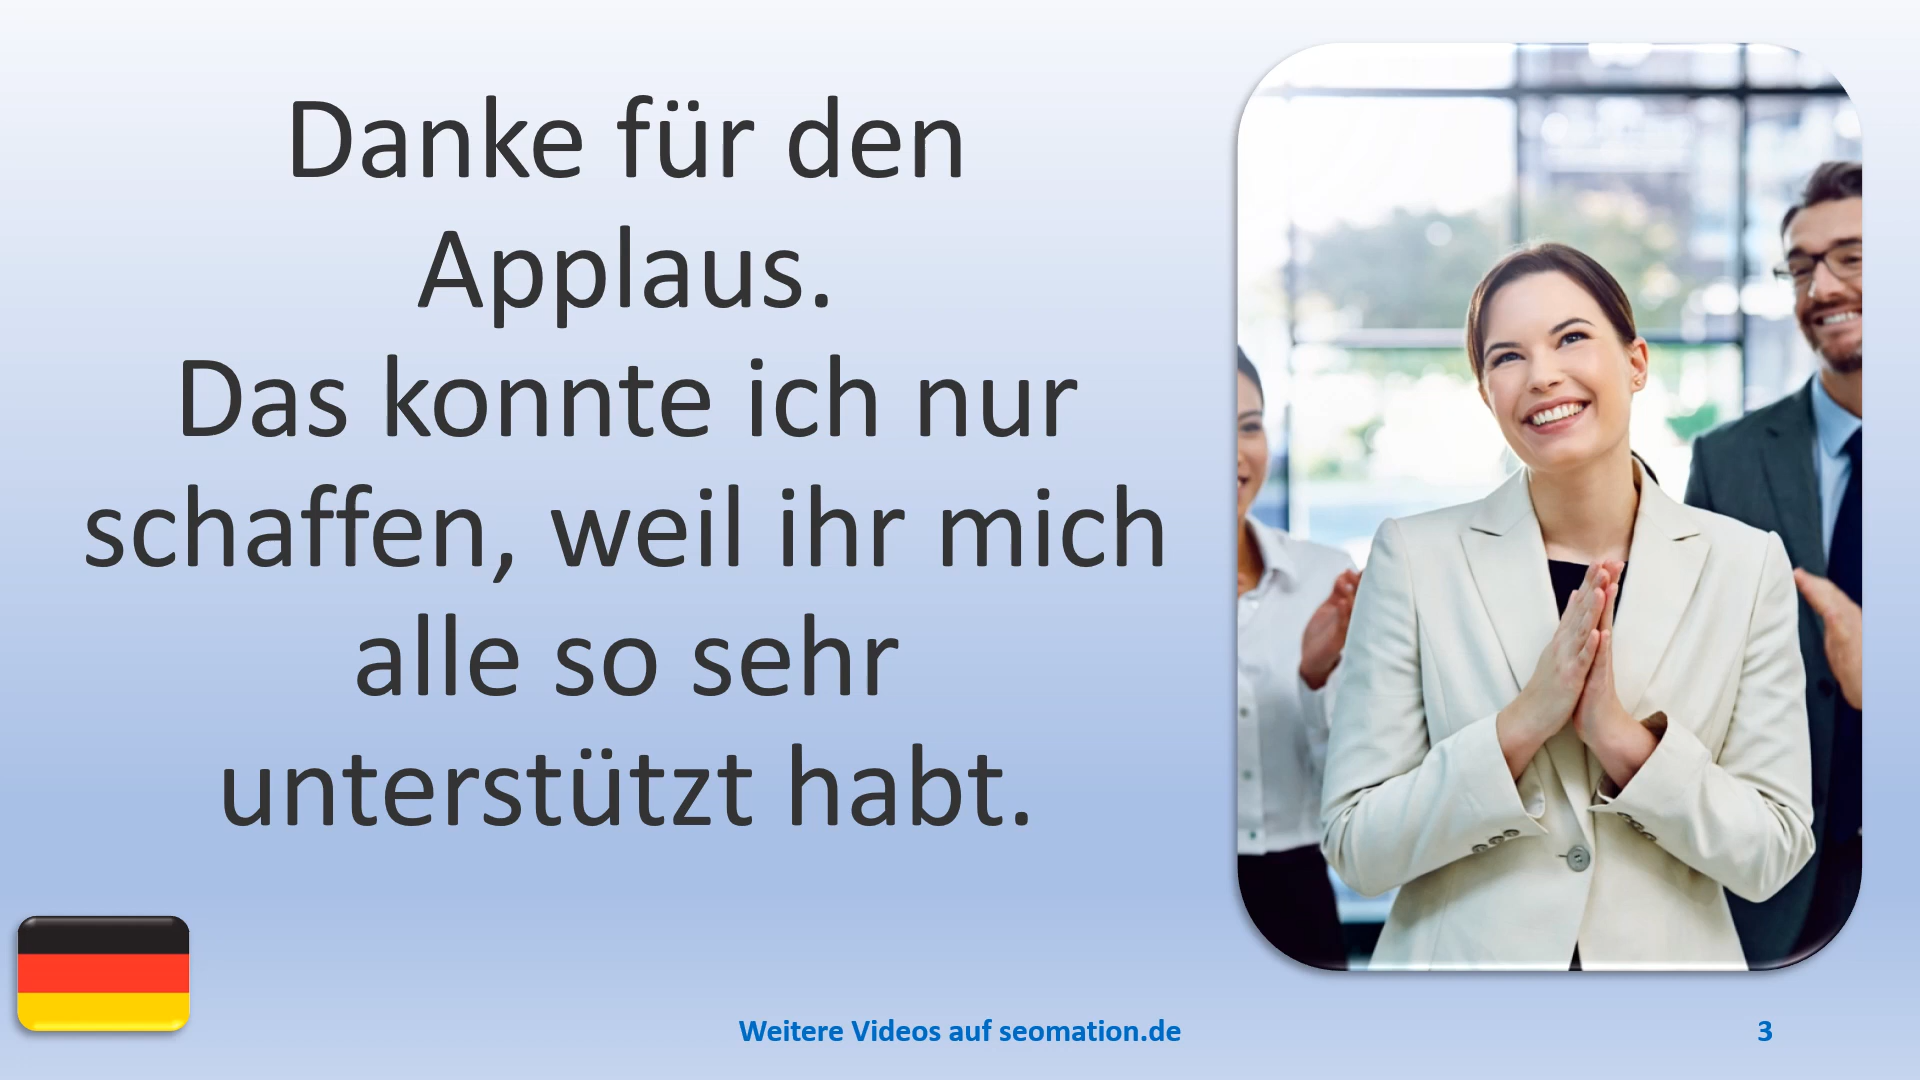 Danke für den
Applaus.
Das konnte ich nur
schaffen, weil ihr mich
alle so sehr
unterstützt habt.
Weitere Videos auf seomation.de
3